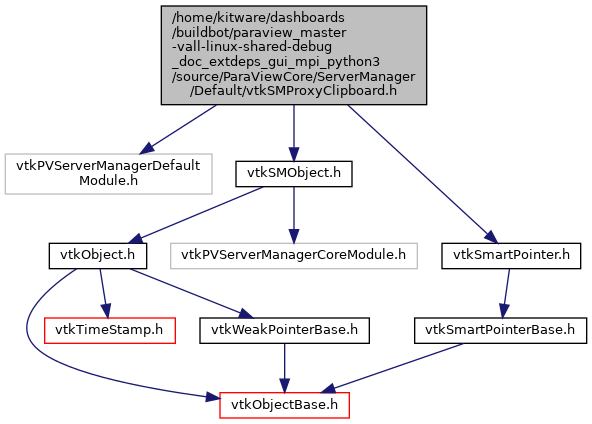 /home/kitware/dashboards
/buildbot/paraview_master
-vall-linux-shared-debug
_doc_extdeps_gui_mpi_python3
/source/ParaViewCore/ServerManager
/Default/vtkSMProxyClipboard.h
vtkPVServerManagerDefault
Module.h
vtkSMObject.h
vtkObject.h
vtkPVServerManagerCoreModule.h
vtkSmartPointer.h
vtkTimeStamp.h
vtkWeakPointerBase.h
vtkSmartPointerBase.h
vtkObjectBase.h